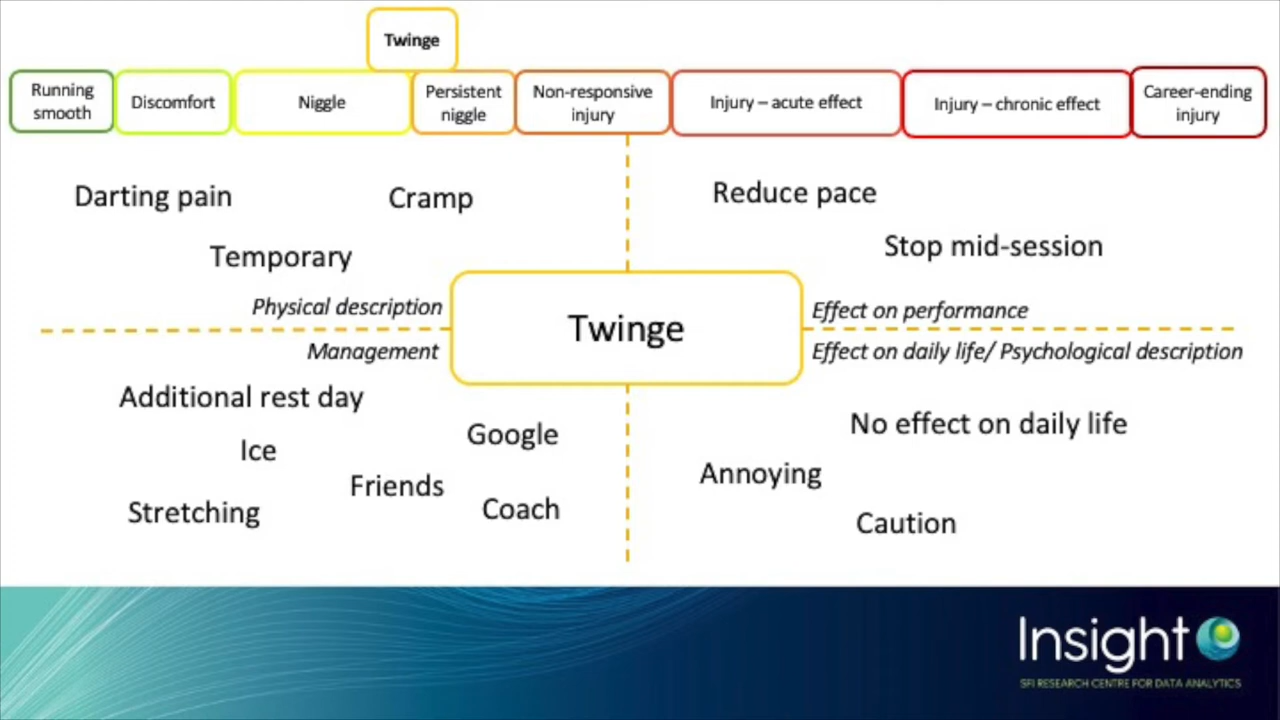 Twinge
Running
smooth
Discomfort
Niggle
Persistent
niggle
Non-responsive
injury
Injury – acute effect
Injury – chronic effect
Career-ending
injury
Darting pain
Cramp
Temporary
Physical description
Reduce pace
Stop mid-session
Effect on performance
Twinge
Management
Additional rest day
Ice
Google
Friends
Stretching
Coach
Effect on daily life/ Psychological description
No effect on daily life
Annoying
Caution
Insight
SFI RESEARCH CENTRE FOR DATA ANALYTICS